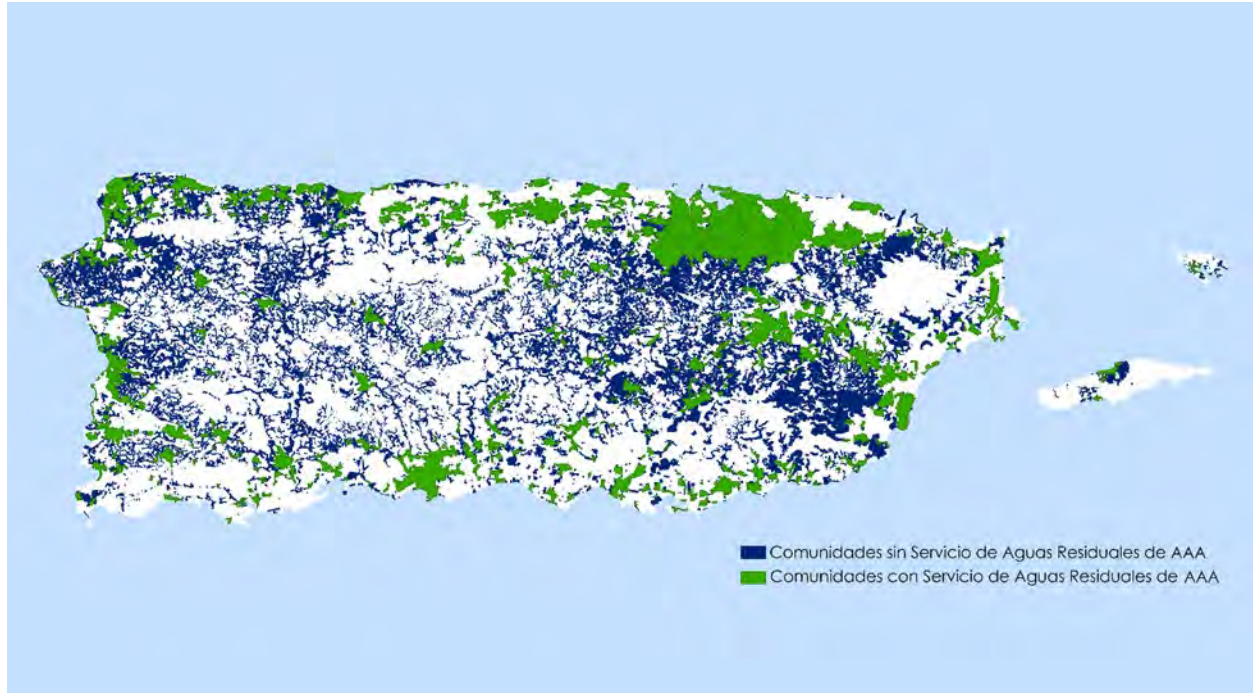 Comunidades sin Servicio de Aguas Residuales de AAA
Comunidades con Servicio de Aguas Residuales de AAA